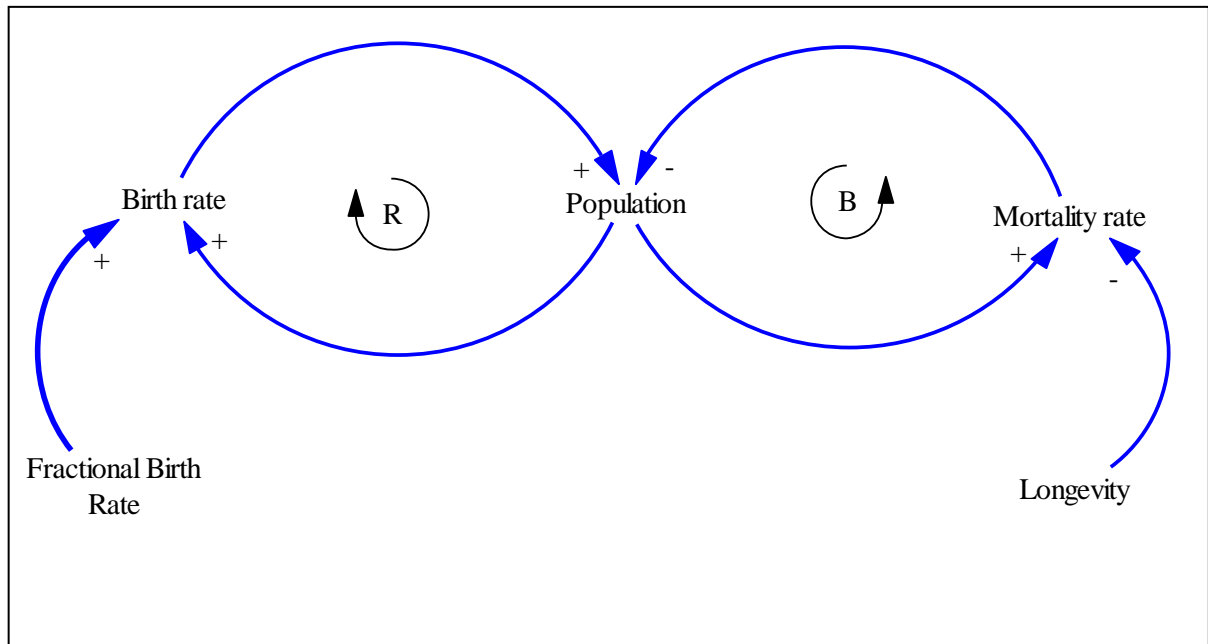 +
-
Birth rate
R
Population
B
Mortality rate
+
+
+
-
Fractional Birth
Rate
Longevity